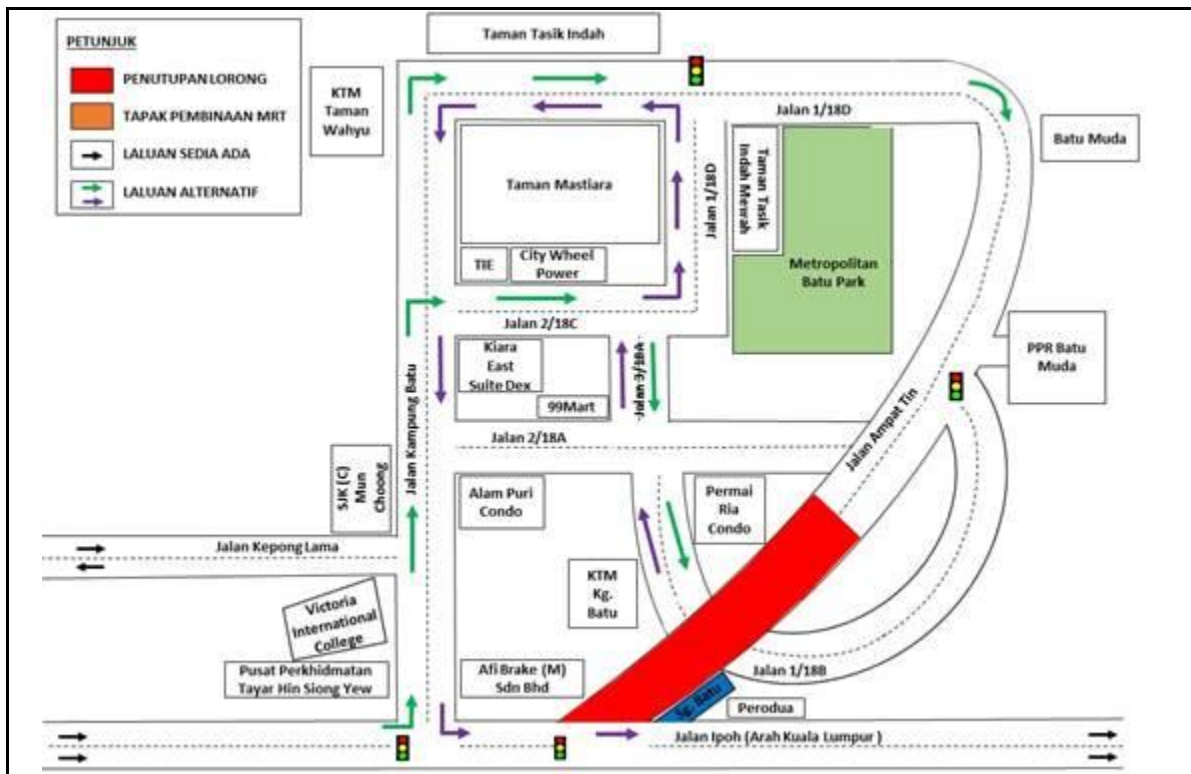 PETUNJUK
PENUTUPAN LORONG
TAPAK PEMBINAAN MRT
LALUAN SEDIA ADA
LALUAN ALTERNATIF
Taman Tasik Indah
KTM
Taman
Wahyu
Jalan 1/18D
Batu Muda
Taman Mastiara
Jalan 1/18D
Taman Tasik
Indah Mewah
TIE
City Wheel
Power
Metropolitan
Batu Park
Jalan 2/18C
Kiara
East
Suite Dex
99Mart
Jalan 3/18A
PPR Batu
Muda
Jalan Kampung Batu
Jalan 2/18A
Jalan Ampat Tin
SJK (C)
Mun
Choong
Alam Puri
Condo
Permai
Ria
Condo
Jalan Kepong Lama
KTM
Kg.
Batu
Victoria
International
College
Pusat Perkhidmatan
Tayar Hin Siong Yew
Afi Brake (M)
Sdn Bhd
Jalan 1/18B
Sg. Batu
Perodua
Jalan Ipoh (Arah Kuala Lumpur )